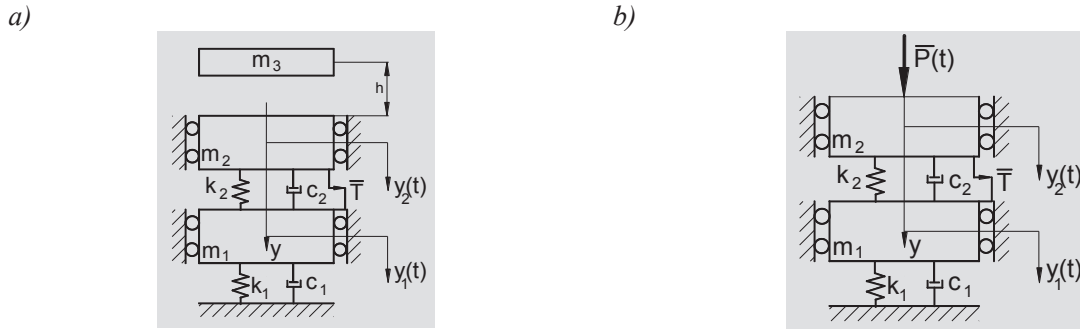 a)
m3
h
m2
k2
c2
T̅
y2(t)
m1
y
y1(t)
k1
c1
b)
P̅(t)
m2
k2
c2
T̅
y2(t)
m1
y
y1(t)
k1
c1